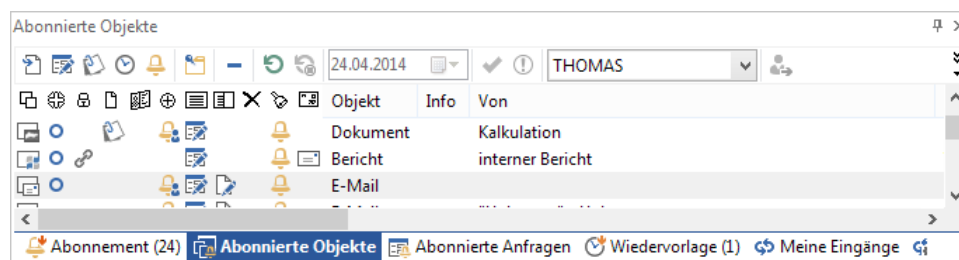 Abonnierte Objekte
24.04.2014 THOMAS
Objekt Info Von
Dokument Kalkulation
Bericht interner Bericht
E-Mail
Abonnement (24) Abonnierte Objekte Abonnierte Anfragen Wiedervorlage (1) Meine Eingänge